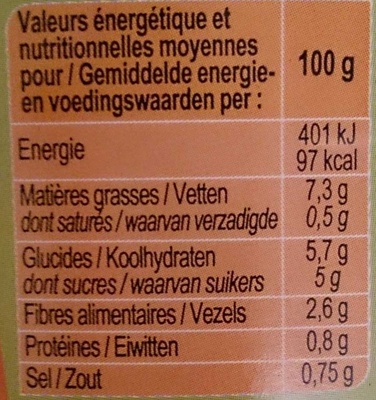 Valeurs énergétique et
nutritionnelles moyennes
pour / Gemiddelde energie-
en voedingswaarden per : 100 g
Energie 401 kJ
97 kcal
Matières grasses / Vetten 7,3 g
dont saturés / waarvan verzadigde 0,5 g
Glucides / Koolhydraten 5,7 g
dont sucres / waarvan suikers 5 g
Fibres alimentaires / Vezels 2,6 g
Protéines / Eiwitten 0,8 g
Sel / Zout 0,75 g